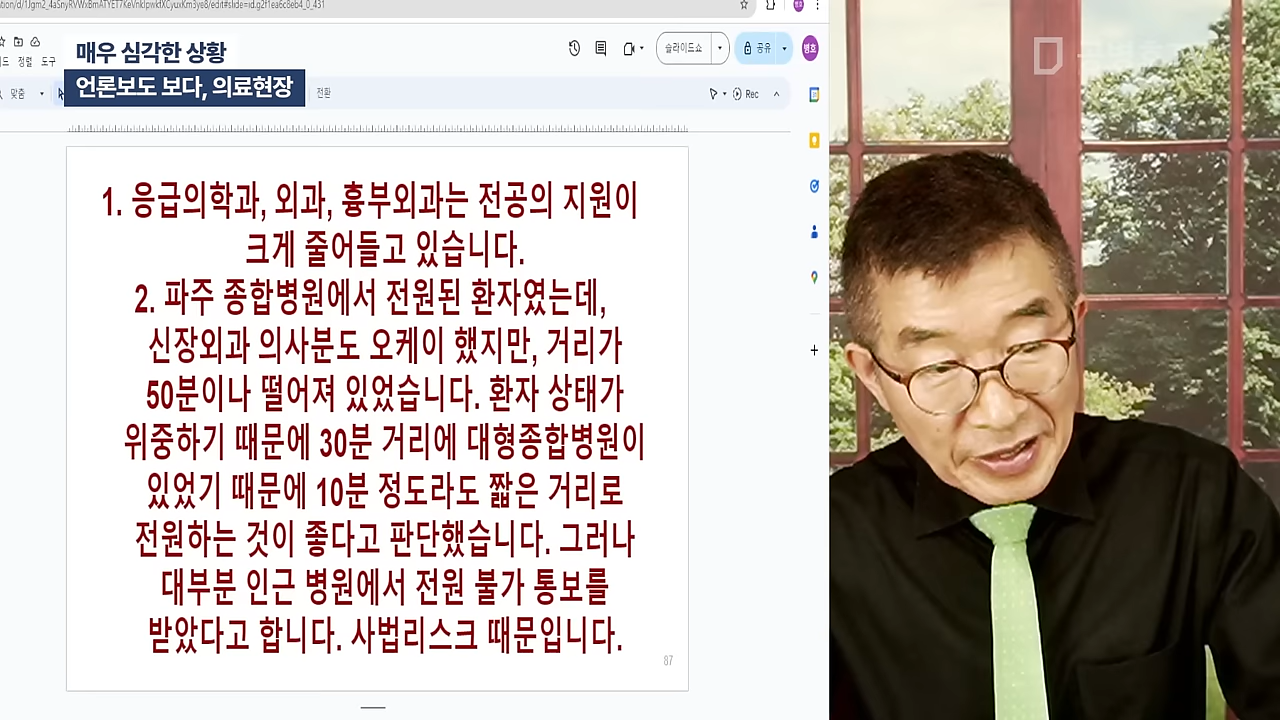 매우 심각한 상황
언론보도 보다, 의료현장
정렬 도구
슬라이드쇼
공유
병호
맞춤
전환
Rec
1. 응급의학과, 외과, 흉부외과는 전공의 지원이
크게 줄어들고 있습니다.
2. 파주 종합병원에서 전원된 환자였는데,
신장외과 의사분도 오케이 했지만, 거리가
50분이나 떨어져 있었습니다. 환자 상태가
위중하기 때문에 30분 거리에 대형종합병원이
있었기 때문에 10분 정도라도 짧은 거리로
전원하는 것이 좋다고 판단했습니다. 그러나
대부분 인근 병원에서 전원 불가 통보를
받았다고 합니다. 사법리스크 때문입니다.
87